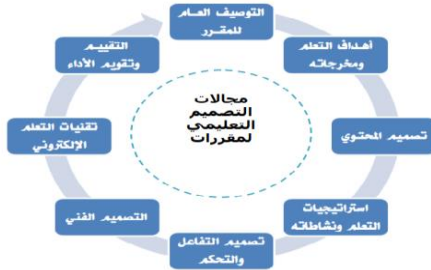 التوصيف العام
للمقرر
أهداف التعلم
ومخرجاته
تصميم المحتوي
استراتيجيات
التعلم ونشاطاته
تصميم التفاعل
والتحكم
التصميم الفني
تقنيات التعلم
الإلكتروني
التقييم
وتقويم الأداء
مجالات
التصميم
التعليمي
لمقررات